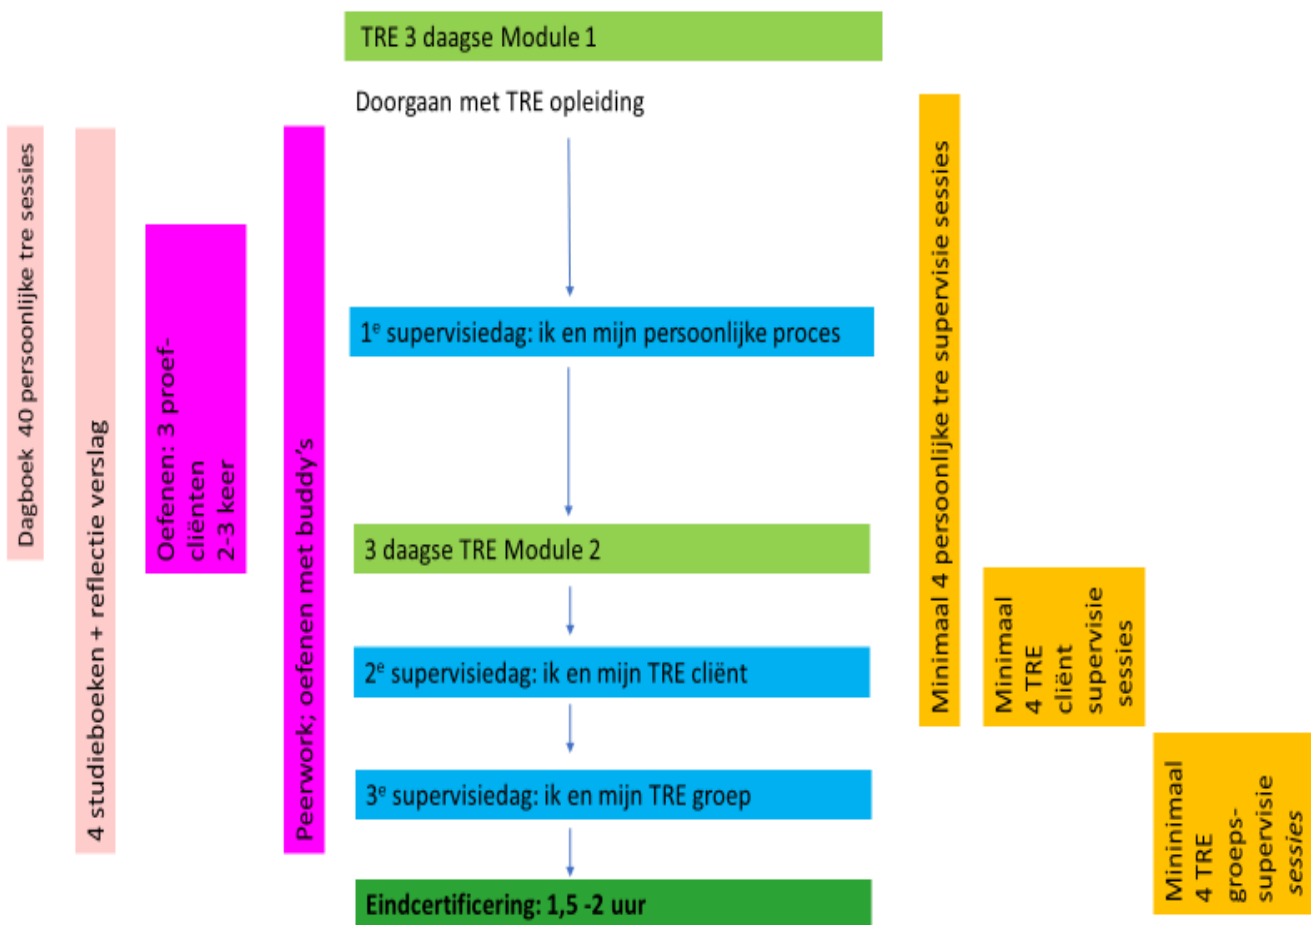 TRE 3 daagse Module 1
Doorgaan met TRE opleiding
1e supervisiedag: ik en mijn persoonlijke proces
3 daagse TRE Module 2
2e supervisiedag: ik en mijn TRE cliënt
3e supervisiedag: ik en mijn TRE groep
Eindcertificering: 1,5 -2 uur
Dagboek 40 persoonlijke tre sessies
4 studieboeken + reflectie verslag
Oefenen: 3 proef-
cliënten
2-3 keer
Peerwork; oefenen met buddy’s
Minimaal 4 persoonlijke tre supervisie sessies
Minimaal
4 TRE
cliënt
supervisie
sessies
Mininimaal
4 TRE
groeps-
supervisie
sessies